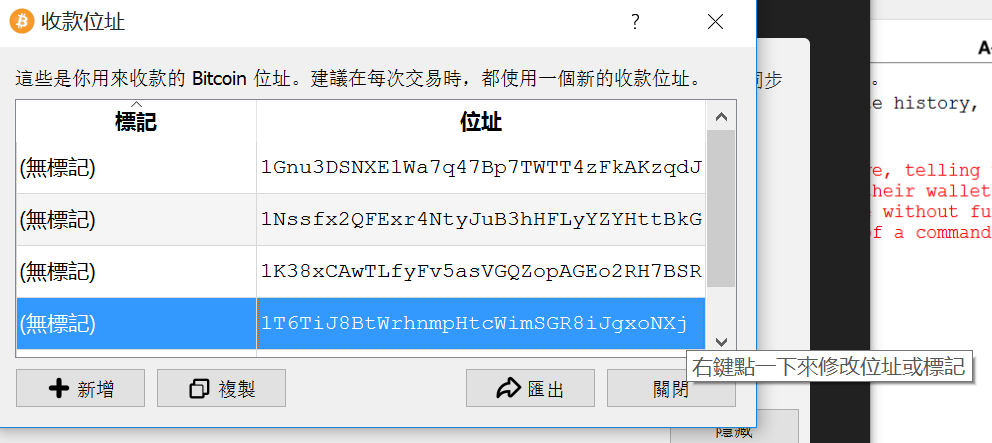 收款位址
?
這些是你用來收款的 Bitcoin 位址。建議在每次交易時，都使用一個新的收款位址。
標記 位址
(無標記) 1Gnu3DSNXE1Wa7q47Bp7TWTT4zFkAKzqdJ
(無標記) 1Nssfx2QFExr4NtyJuB3hHFLyYZYHttBkG
(無標記) 1K38xCAwTLfyFv5asVGQZopAGEo2RH7BSR
(無標記) 1T6TiJ8BtWrhnmpHtcWimSGR8iJgxoNXj
右鍵點一下來修改位址或標記
新增 複製 匯出 關閉
隱藏
步
history,
telling
wallet
without
of a command